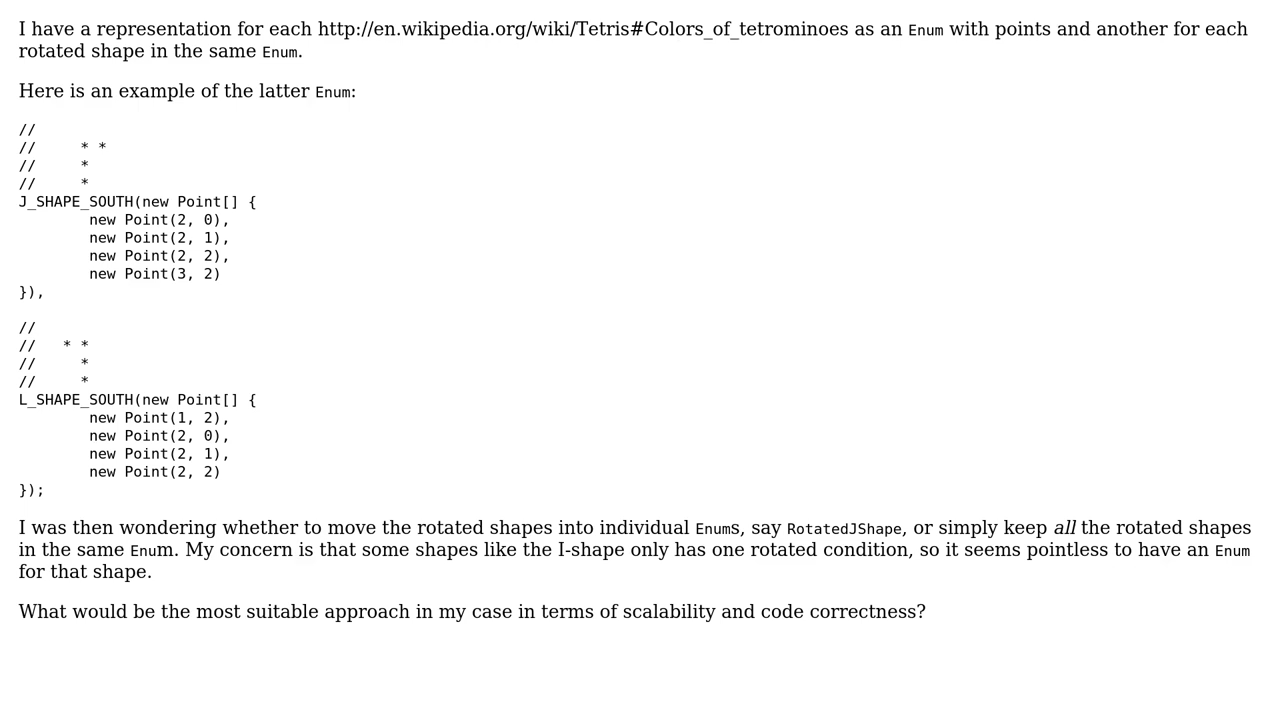 I have a representation for each http://en.wikipedia.org/wiki/Tetris#Colors_of_tetrominoes as an Enum with points and another for each
rotated shape in the same Enum.
Here is an example of the latter Enum:
//
//     * *
//     *
//     *
J_SHAPE_SOUTH(new Point[] {
        new Point(2, 0),
        new Point(2, 1),
        new Point(2, 2),
        new Point(3, 2)
}),
//
//   * *
//     *
//     *
L_SHAPE_SOUTH(new Point[] {
        new Point(1, 2),
        new Point(2, 0),
        new Point(2, 1),
        new Point(2, 2)
});
I was then wondering whether to move the rotated shapes into individual Enums, say RotatedJShape, or simply keep all the rotated shapes
in the same Enum. My concern is that some shapes like the I-shape only has one rotated condition, so it seems pointless to have an Enum
for that shape.
What would be the most suitable approach in my case in terms of scalability and code correctness?